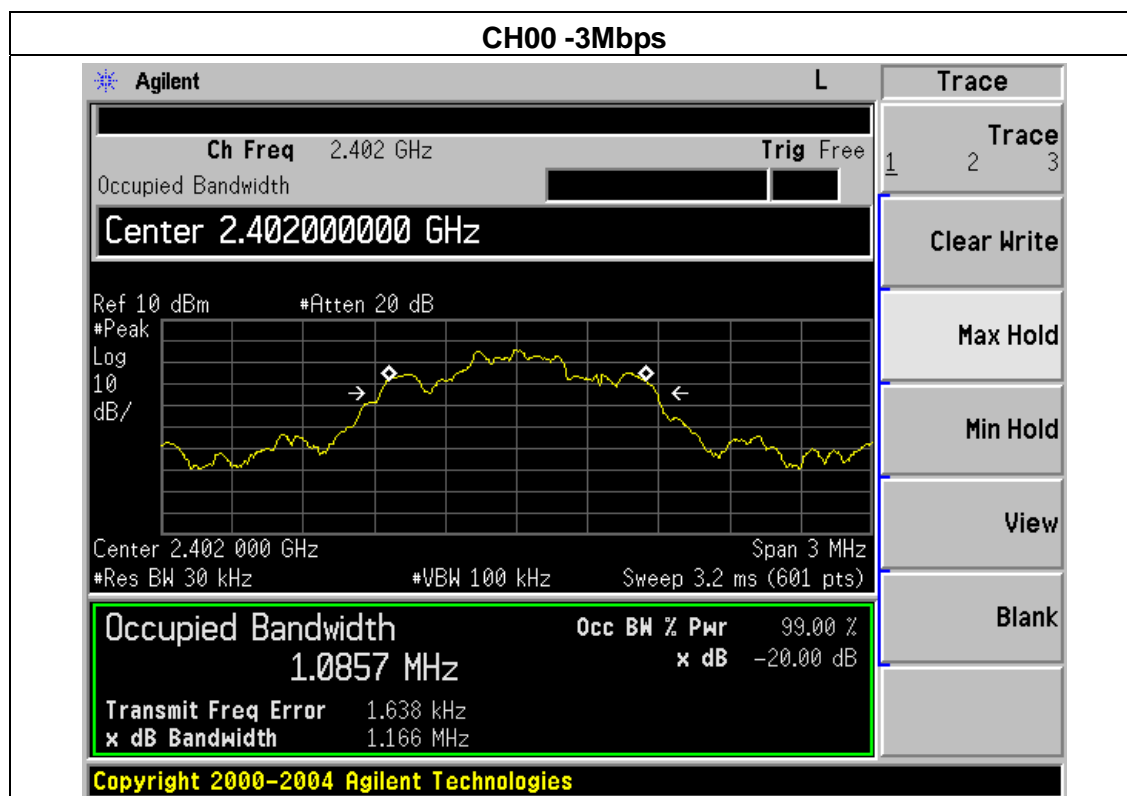 CH00 -3Mbps
Agilent L Trace
Ch Freq 2.402 GHz Trig Free
Occupied Bandwidth
Center 2.402000000 GHz
Ref 10 dBm #Atten 20 dB
#Peak
Log
10
dB/
Center 2.402 000 GHz Span 3 MHz
#Res BW 30 kHz #VBW 100 kHz Sweep 3.2 ms (601 pts)
Occupied Bandwidth Occ BW % Pwr 99.00 %
1.0857 MHz x dB -20.00 dB
Transmit Freq Error 1.638 kHz
x dB Bandwidth 1.166 MHz
Copyright 2000-2004 Agilent Technologies
Trace
1 2 3
Clear Write
Max Hold
Min Hold
View
Blank